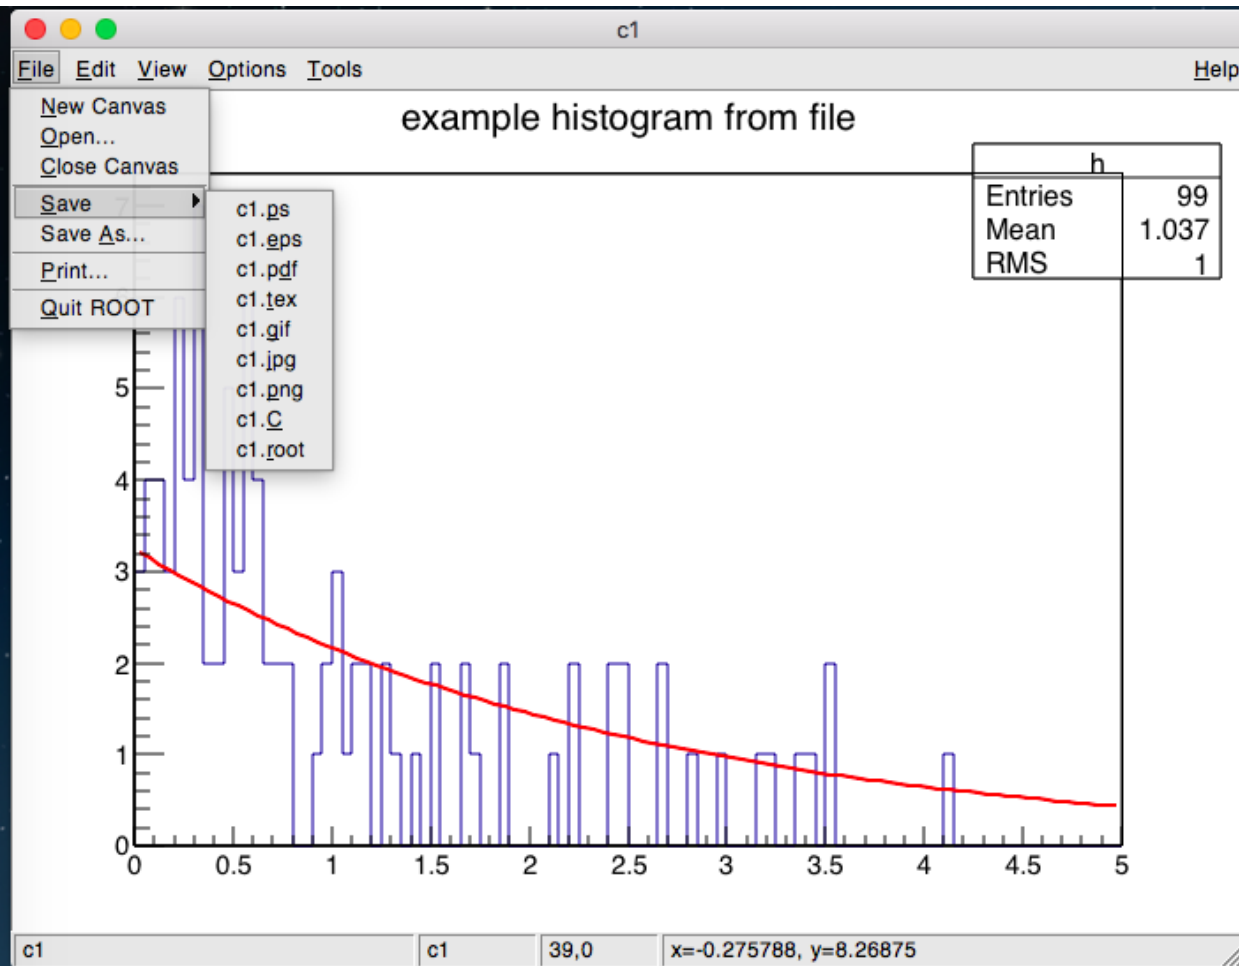 c1
File Edit View Options Tools Help
New Canvas
Open...
Close Canvas
Save
Save As...
Print...
Quit ROOT
c1.ps
c1.eps
c1.pdf
c1.tex
c1.gif
c1.jpg
c1.png
c1.C
c1.root
example histogram from file
h
Entries 99
Mean 1.037
RMS 1
7
5
4
3
2
1
0
0 0.5 1 1.5 2 2.5 3 3.5 4 4.5 5
c1 c1 39,0 x=-0.275788, y=8.26875